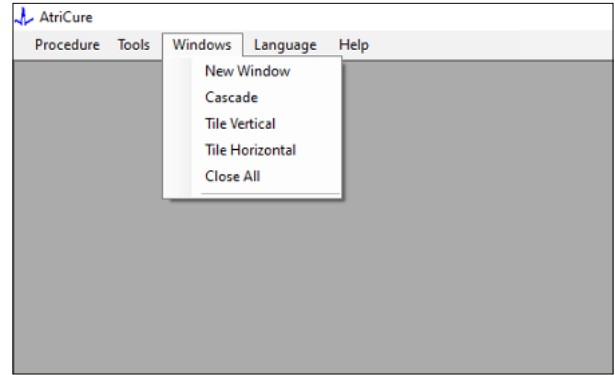 AtriCure
Procedure Tools Windows Language Help
New Window
Cascade
Tile Vertical
Tile Horizontal
Close All